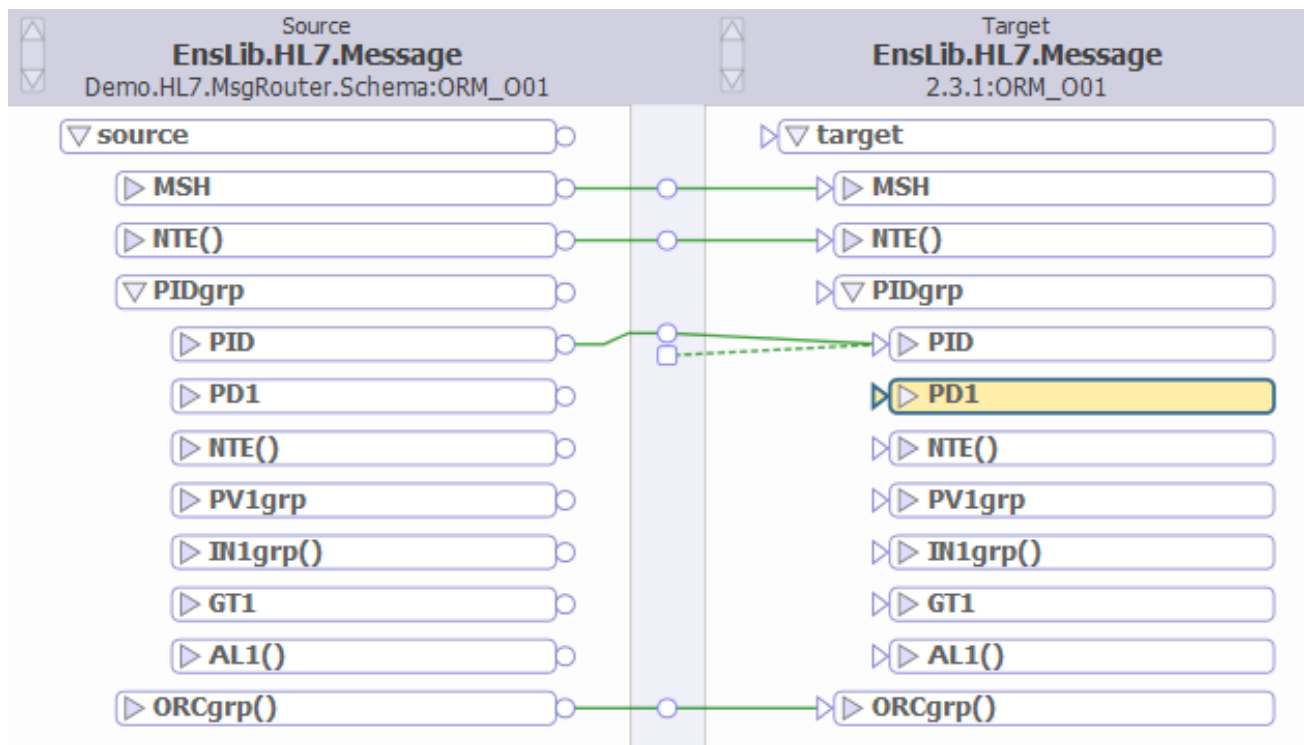 Source
EnsLib.HL7.Message
Demo.HL7.MsgRouter.Schema:ORM_O01
Target
EnsLib.HL7.Message
2.3.1:ORM_O01
source
target
MSH
MSH
NTE()
NTE()
PIDgrp
PIDgrp
PID
PID
PD1
PD1
NTE()
NTE()
PV1grp
PV1grp
IN1grp()
IN1grp()
GT1
GT1
AL1()
AL1()
ORCgrp()
ORCgrp()